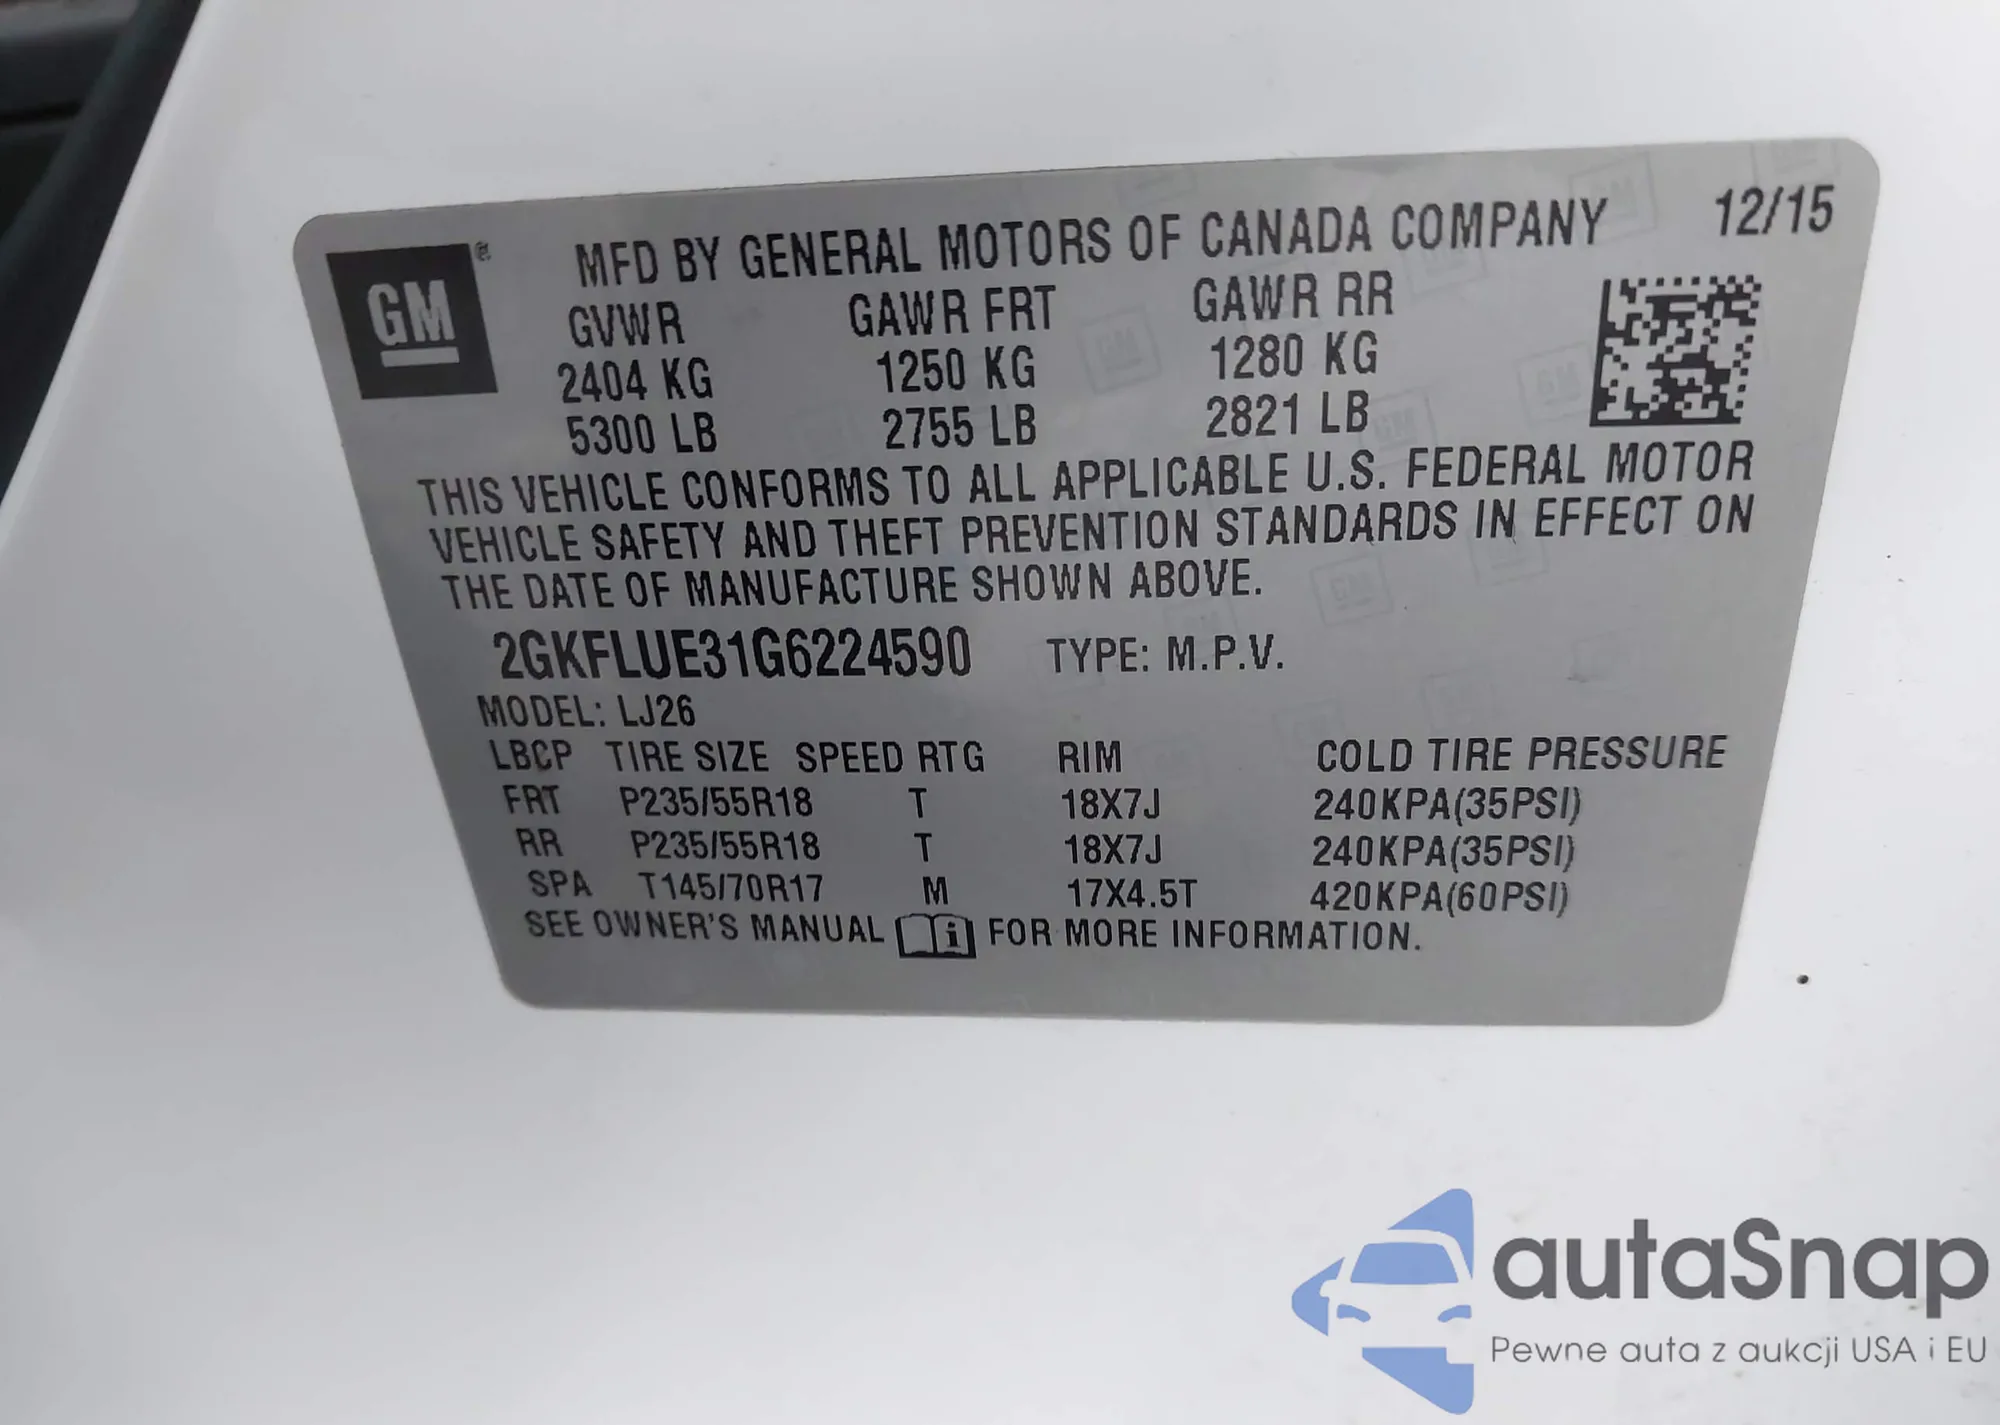 GM®
MFD BY GENERAL MOTORS OF CANADA COMPANY 12/15
GVWR GAWR FRT GAWR RR
2404 KG 1250 KG 1280 KG
5300 LB 2755 LB 2821 LB
THIS VEHICLE CONFORMS TO ALL APPLICABLE U.S. FEDERAL MOTOR
VEHICLE SAFETY AND THEFT PREVENTION STANDARDS IN EFFECT ON
THE DATE OF MANUFACTURE SHOWN ABOVE.
2GKFLUE31G6224590 TYPE: M.P.V.
MODEL: LJ26
LBCP TIRE SIZE SPEED RTG RIM COLD TIRE PRESSURE
FRT P235/55R18 T 18X7J 240KPA(35PSI)
RR P235/55R18 T 18X7J 240KPA(35PSI)
SPA T145/70R17 M 17X4.5T 420KPA(60PSI)
SEE OWNER'S MANUAL i FOR MORE INFORMATION.
autaSnap
Pewne auta z aukcji USA i EU